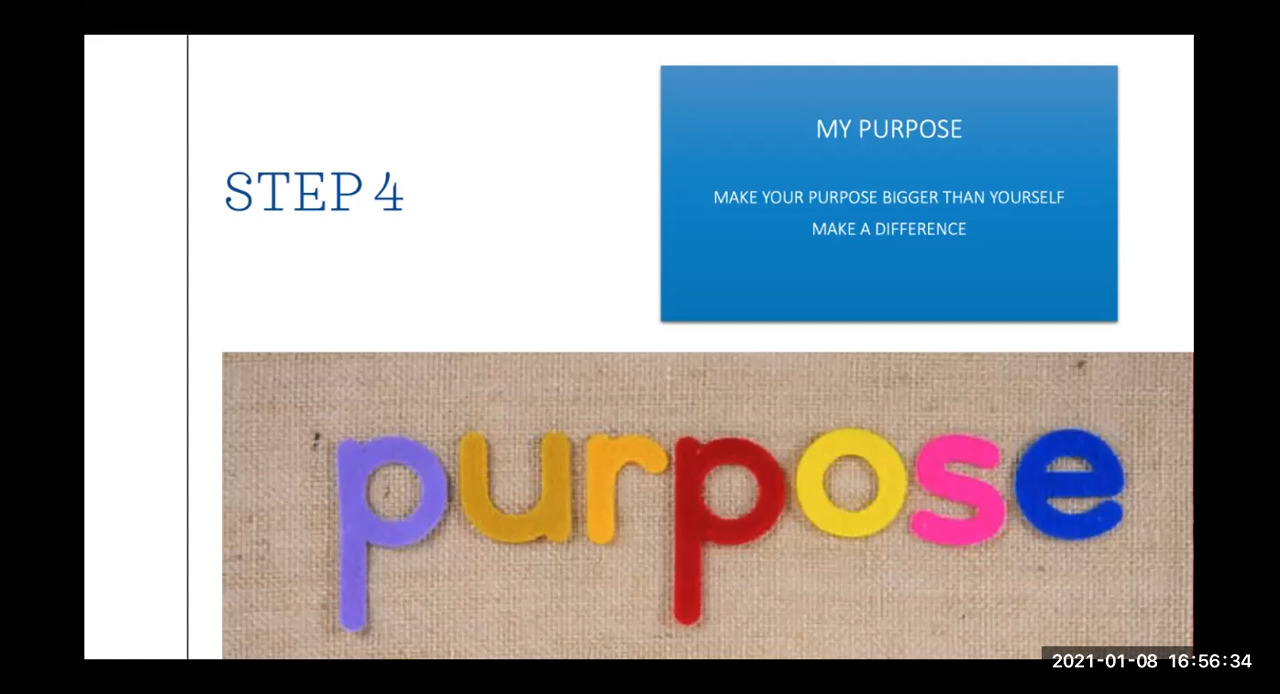 STEP 4
MY PURPOSE
MAKE YOUR PURPOSE BIGGER THAN YOURSELF
MAKE A DIFFERENCE
purpose
2021-01-08 16:56:34